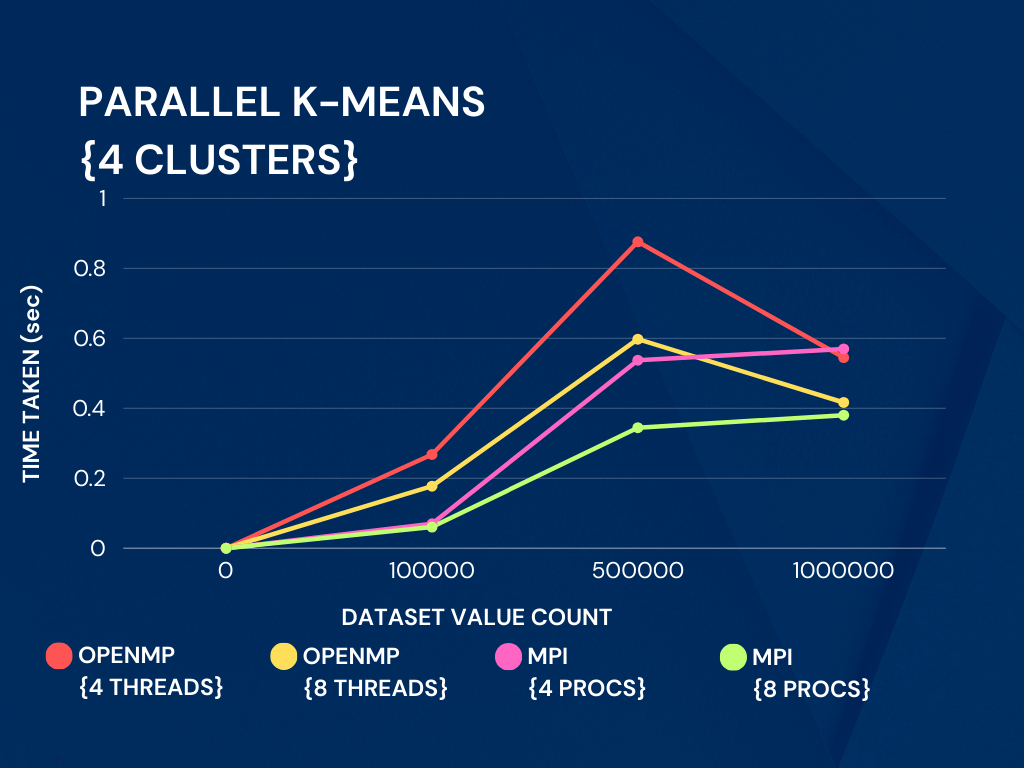 PARALLEL K-MEANS
{4 CLUSTERS}
1
0.8
0.6
0.4
0.2
0
TIME TAKEN (sec)
0 100000 500000 1000000
DATASET VALUE COUNT
OPENMP OPENMP MPI MPI
{4 THREADS} {8 THREADS} {4 PROCS} {8 PROCS}